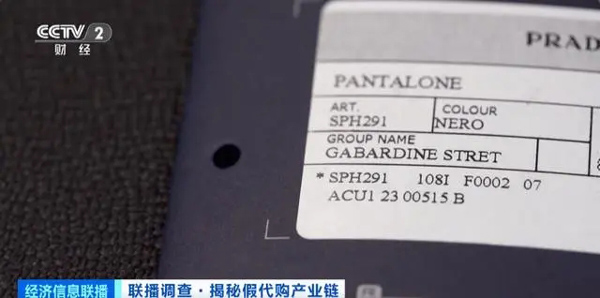 CCTV 2
财经
PRAD
PANTALONE
ART.
COLOUR
SPH291
NERO
GROUP NAME
GABARDINE STRET
* SPH291 108I F0002 07
ACU1 23 00515 B
FR
经济信息联播
联播调查·揭秘假代购产业链